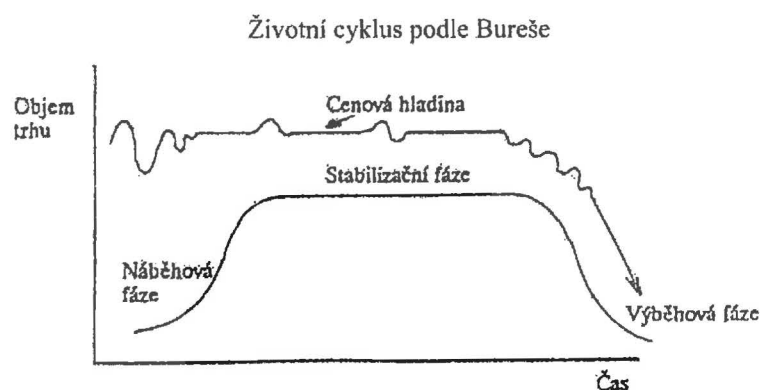 Životní cyklus podle Bureše
Objem
trhu
Cenová hladina
Stabilizační fáze
Náběhová
fáze
Výběhová fáze
Čas